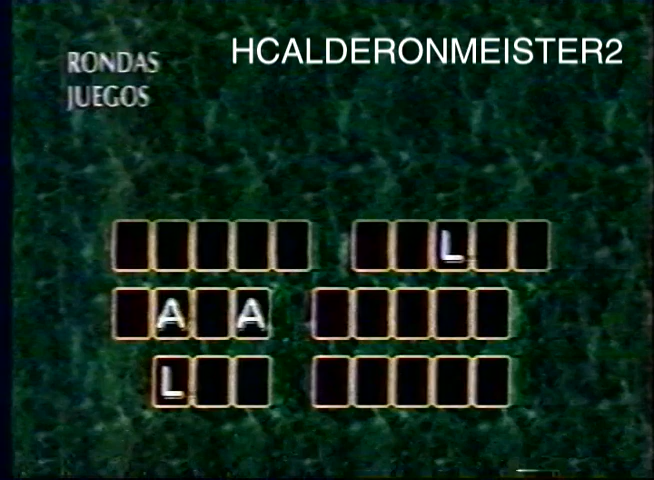 HCALDERONMEISTER2
RONDAS
JUEGOS
L
A A
L